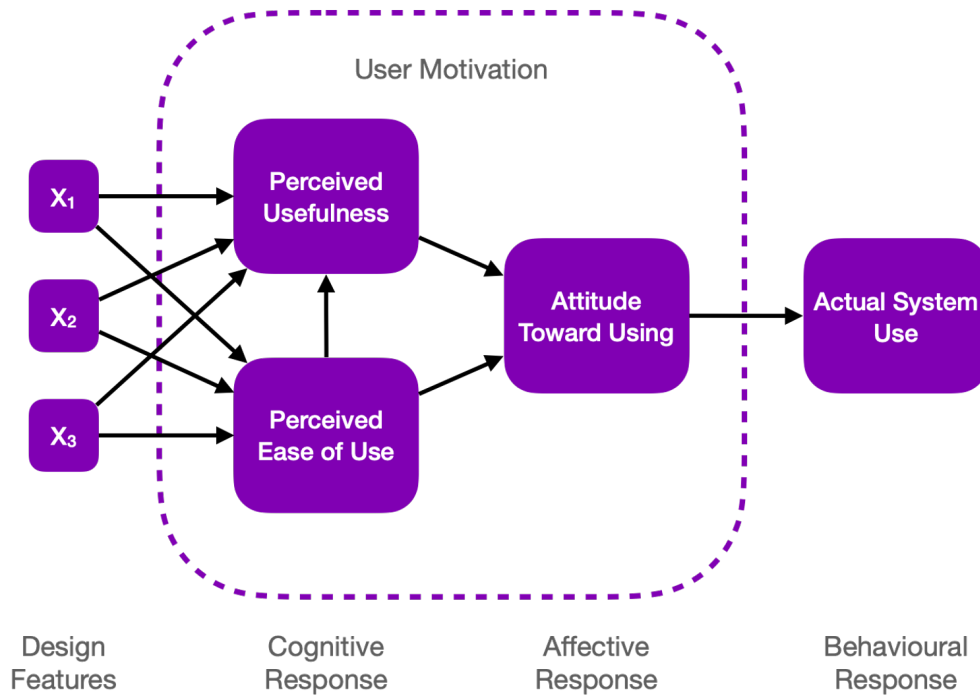 User Motivation
X₁
X₂
X₃
Perceived
Usefulness
Perceived
Ease of Use
Attitude
Toward Using
Actual System
Use
Design
Features
Cognitive
Response
Affective
Response
Behavioural
Response